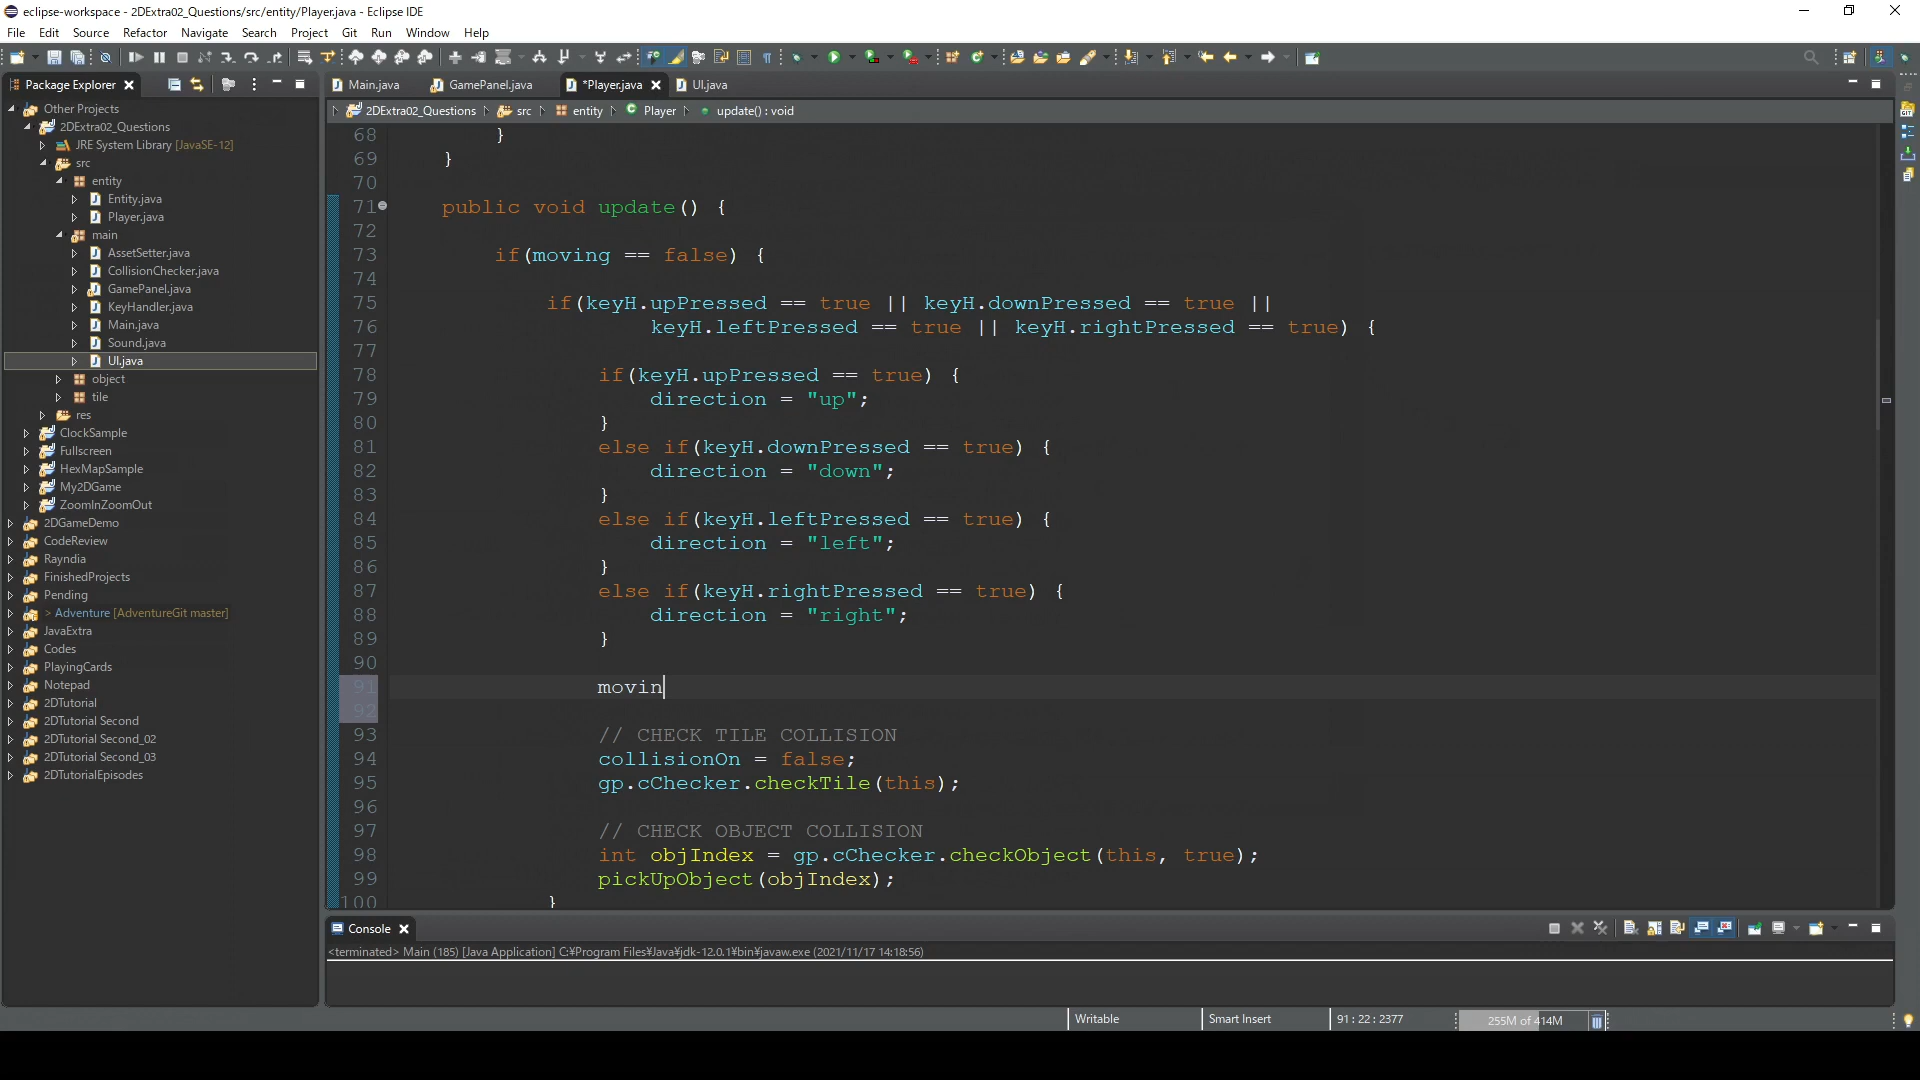 eclipse-workspace - 2DExtra02_Questions/src/entity/Player.java - Eclipse IDE
File Edit Source Refactor Navigate Search Project Git Run Window Help
Package Explorer
Main.java GamePanel.java *Player.java UI.java
2DExtra02_Questions src entity Player update() : void
Other Projects
2DExtra02_Questions
JRE System Library [JavaSE-12]
src
entity
Entity.java
Player.java
main
AssetSetter.java
CollisionChecker.java
GamePanel.java
KeyHandler.java
Main.java
Sound.java
UI.java
object
tile
res
ClockSample
Fullscreen
HexMapSample
My2DGame
ZoomInZoomOut
2DGameDemo
CodeReview
Rayndia
FinishedProjects
Pending
> Adventure [AdventureGit master]
JavaExtra
Codes
PlayingCards
Notepad
2DTutorial
2DTutorial Second
2DTutorial Second_02
2DTutorial Second_03
2DTutorialEpisodes
68 }
69 }
70
71 public void update() {
72
73 if(moving == false) {
74
75 if(keyH.upPressed == true || keyH.downPressed == true ||
76 keyH.leftPressed == true || keyH.rightPressed == true) {
77
78 if(keyH.upPressed == true) {
79 direction = "up";
80 }
81 else if(keyH.downPressed == true) {
82 direction = "down";
83 }
84 else if(keyH.leftPressed == true) {
85 direction = "left";
86 }
87 else if(keyH.rightPressed == true) {
88 direction = "right";
89 }
90
91 movin
92
93 // CHECK TILE COLLISION
94 collisionOn = false;
95 gp.cChecker.checkTile(this);
96
97 // CHECK OBJECT COLLISION
98 int objIndex = gp.cChecker.checkObject(this, true);
99 pickUpObject(objIndex);
100 }
Console
<terminated> Main (185) [Java Application] C:¥Program Files¥Java¥jdk-12.0.1¥bin¥javaw.exe (2021/11/17 14:18:56)
Writable Smart Insert 91 : 22 : 2377 255M of 414M